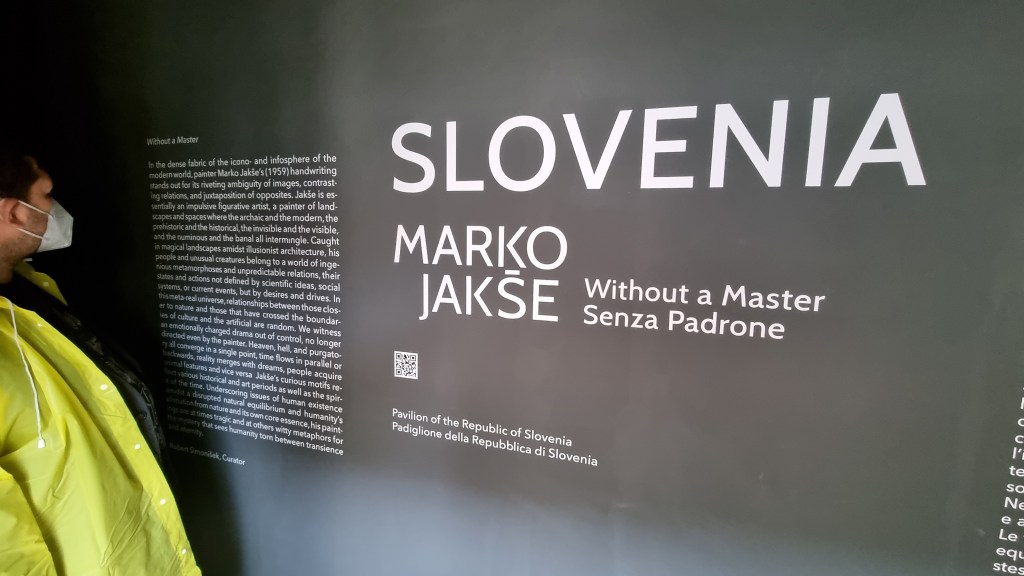 Without a Master
In the dense fabric of the icono- and infosphere of the
modern world, painter Marko Jakše's (1959) handwriting
stands out for its riveting ambiguity of images, contrast-
ing relations, and juxtaposition of opposites. Jakše is es-
sentially an impulsive figurative artist, a painter of land-
scapes and spaces where the archaic and the modern, the
prehistoric and the historical, the invisible and the visible,
and the numinous and the banal all intermingle. Caught
in magical landscapes amidst illusionist architecture, his
people and unusual creatures belong to a world of inge-
nious metamorphoses and unpredictable relations, their
states and actions not defined by scientific ideas, social
systems, or current events, but by desires and drives. In
this meta-real universe, relationships between those clos-
er to nature and those that have crossed the boundar-
ies of culture and the artificial are random. We witness
an emotionally charged drama out of control, no longer
directed even by the painter. Heaven, hell, and purgato-
ry all converge in a single point, time flows in parallel or
backwards, reality merges with dreams, people acquire
animal features and vice versa. Jakše's curious motifs re-
various historical and art periods as well as the spir-
of the time. Underscoring issues of human existence
a disrupted natural equilibrium and humanity's
from nature and its own core essence, his paint-
at times tragic and at others witty metaphors for
that sees humanity torn between transience
and eternity.
Robert Simonišek, Curator
SLOVENIA
MARKO
JAKŠE
Without a Master
Senza Padrone
Pavilion of the Republic of Slovenia
Padiglione della Repubblica di Slovenia
l'i
te
so
Ne
e a
Le
equ
stes